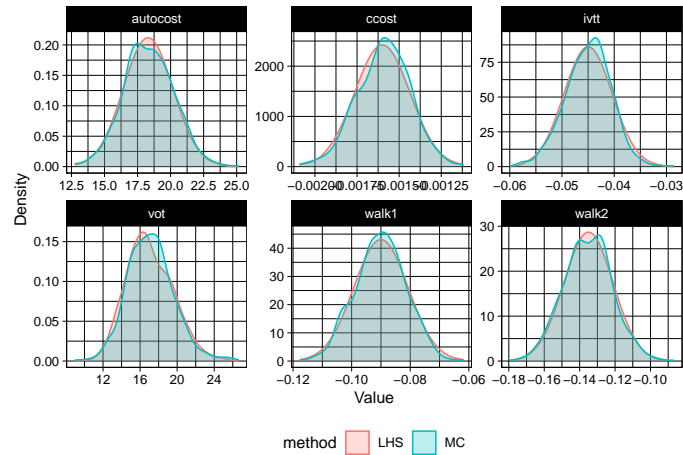 autocost
ccost
ivtt
0.20
0.15
0.10
0.05
0.00
2000
1000
0
75
50
25
0
12.5 15.0 17.5 20.0 22.5 25.0
−0.00200 −0.00175 −0.00150 −0.00125
−0.06 −0.05 −0.04 −0.03
Density
vot
walk1
walk2
0.15
0.10
0.05
0.00
40
30
20
10
0
30
20
10
0
12 16 20 24
−0.12 −0.10 −0.08 −0.06
−0.18 −0.16 −0.14 −0.12 −0.10
Value
method LHS MC